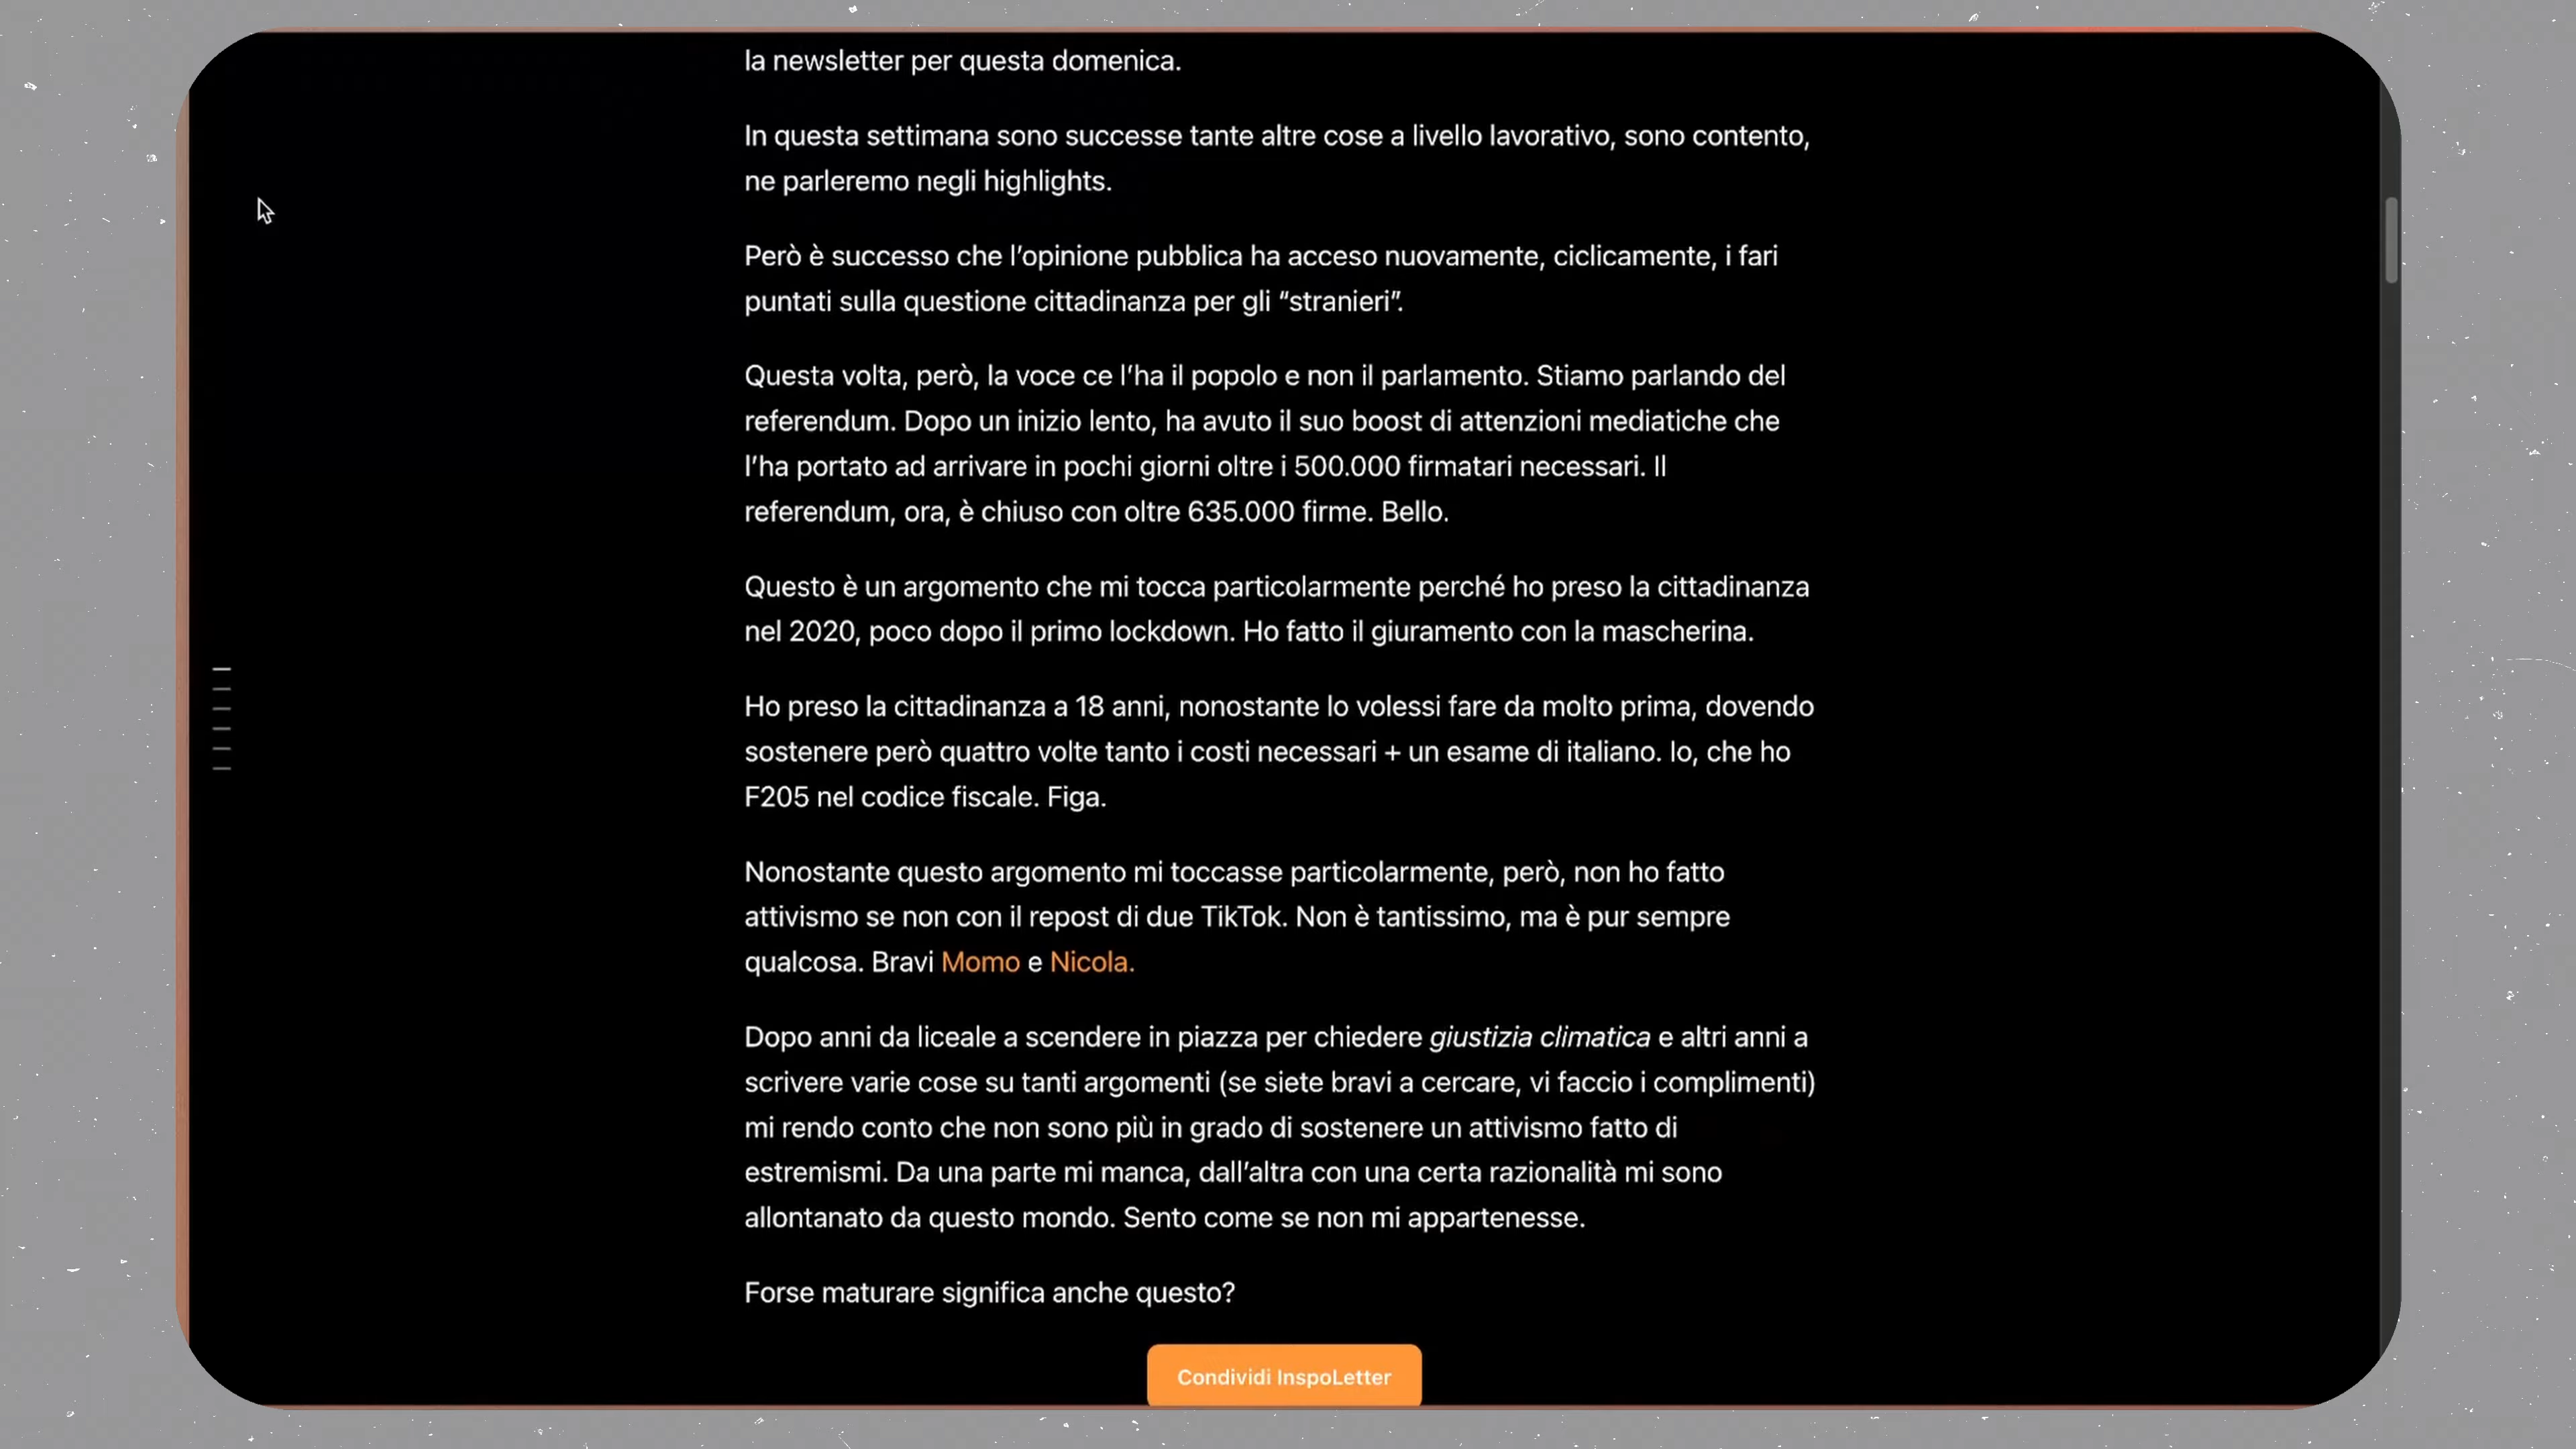 la newsletter per questa domenica.
In questa settimana sono successe tante altre cose a livello lavorativo, sono contento,
ne parleremo negli highlights.
Però è successo che l’opinione pubblica ha acceso nuovamente, ciclicamente, i fari
puntati sulla questione cittadinanza per gli “stranieri”.
Questa volta, però, la voce ce l’ha il popolo e non il parlamento. Stiamo parlando del
referendum. Dopo un inizio lento, ha avuto il suo boost di attenzioni mediatiche che
l’ha portato ad arrivare in pochi giorni oltre i 500.000 firmatari necessari. Il
referendum, ora, è chiuso con oltre 635.000 firme. Bello.
Questo è un argomento che mi tocca particolarmente perché ho preso la cittadinanza
nel 2020, poco dopo il primo lockdown. Ho fatto il giuramento con la mascherina.
Ho preso la cittadinanza a 18 anni, nonostante lo volessi fare da molto prima, dovendo
sostenere però quattro volte tanto i costi necessari + un esame di italiano. Io, che ho
F205 nel codice fiscale. Figa.
Nonostante questo argomento mi toccasse particolarmente, però, non ho fatto
attivismo se non con il repost di due TikTok. Non è tantissimo, ma è pur sempre
qualcosa. Bravi Momo e Nicola.
Dopo anni da liceale a scendere in piazza per chiedere giustizia climatica e altri anni a
scrivere varie cose su tanti argomenti (se siete bravi a cercare, vi faccio i complimenti)
mi rendo conto che non sono più in grado di sostenere un attivismo fatto di
estremismi. Da una parte mi manca, dall’altra con una certa razionalità mi sono
allontanato da questo mondo. Sento come se non mi appartenesse.
Forse maturare significa anche questo?
Condividi InspoLetter